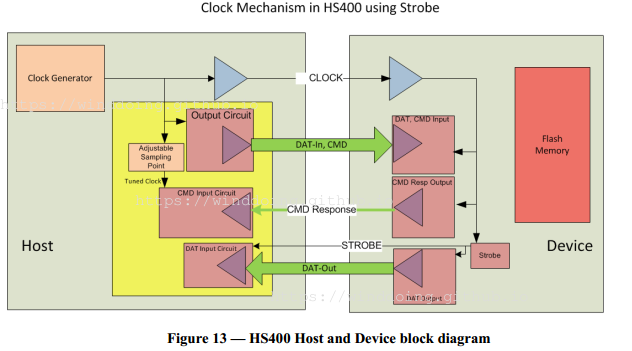 Clock Mechanism in HS400 using Strobe
Clock Generator
CLOCK
Output Circuit
DAT, CMD Input
Adjustable
Sampling
Point
DAT-In, CMD
Flash
Memory
Tuned Clock
CMD Input Circuit
CMD Resp Output
CMD Response
Host
DAT Input Circuit
STROBE
Strobe
Device
DAT-Out
DAT Output
Figure 13 — HS400 Host and Device block diagram